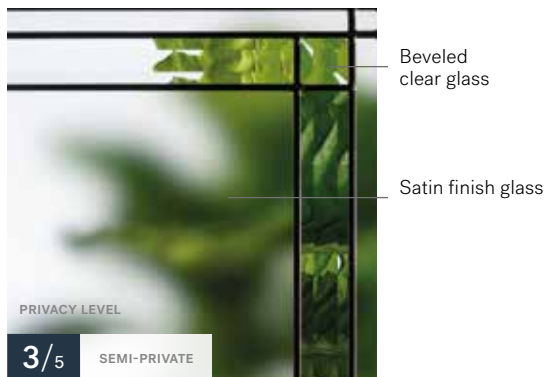 Beveled
clear glass
Satin finish glass
PRIVACY LEVEL
3/5 SEMI-PRIVATE